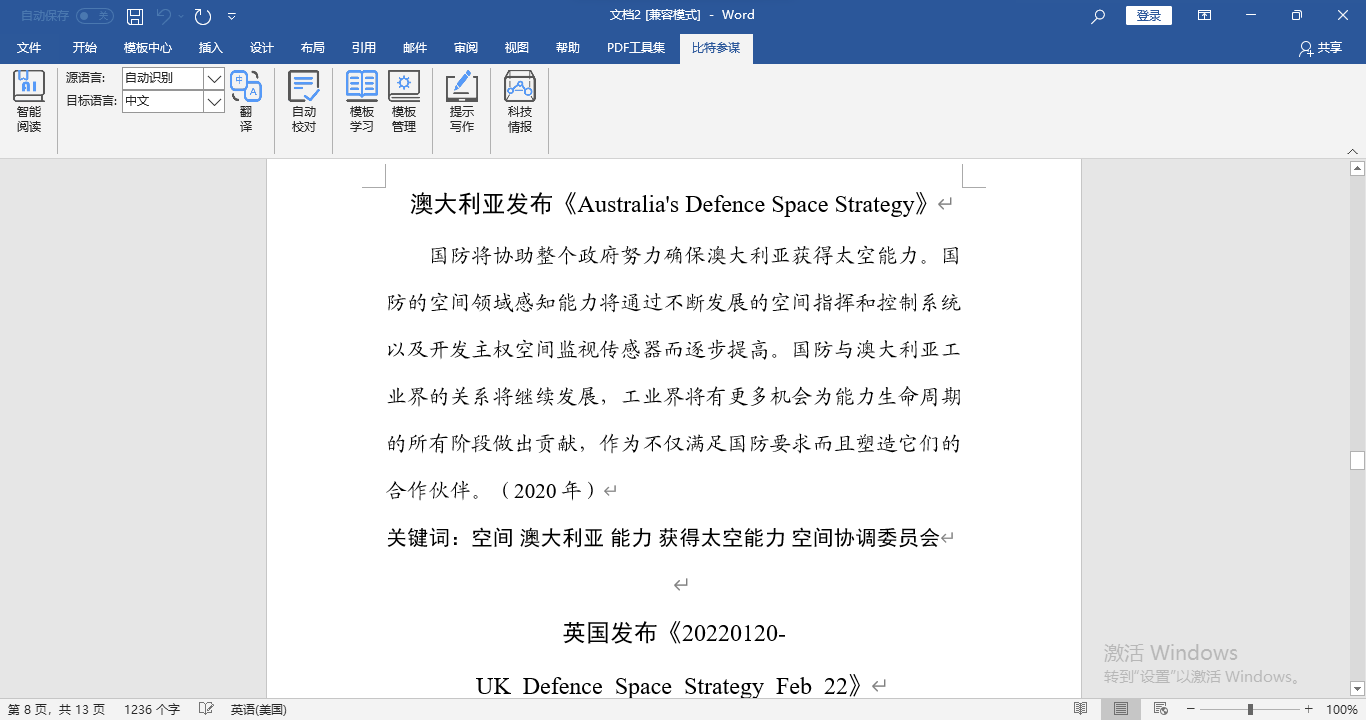 自动保存 关 文档2 [兼容模式] - Word 登录
文件 开始 模板中心 插入 设计 布局 引用 邮件 审阅 视图 帮助 PDF工具集 比特参谋 共享
源语言: 自动识别
目标语言: 中文
智能
阅读
翻
译
自动
校对
模板
学习
模板
管理
提示
写作
科技
情报
澳大利亚发布《Australia's Defence Space Strategy》
国防将协助整个政府努力确保澳大利亚获得太空能力。国
防的空间领域感知能力将通过不断发展的空间指挥和控制系统
以及开发主权空间监视传感器而逐步提高。国防与澳大利亚工
业界的关系将继续发展，工业界将有更多机会为能力生命周期
的所有阶段做出贡献，作为不仅满足国防要求而且塑造它们的
合作伙伴。（2020 年）
关键词：空间 澳大利亚 能力 获得太空能力 空间协调委员会
英国发布《20220120-
UK_Defence_Space_Strategy_Feb_22》
激活 Windows
转到"设置"以激活 Windows。
第 8 页，共 13 页 1236 个字 英语(美国) 100%